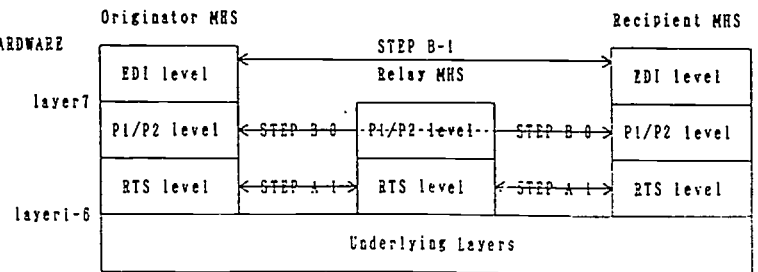 Originator MHS
Recipient MHS
ARDWARE
STEP B-1
EDI level
Relay MHS
EDI level
layer7
P1/P2 level
STEP B-0
P1/P2-level
STEP B-0
P1/P2 level
RTS level
STEP A-1
RTS level
STEP A-1
RTS level
layer1-6
Underlying Layers